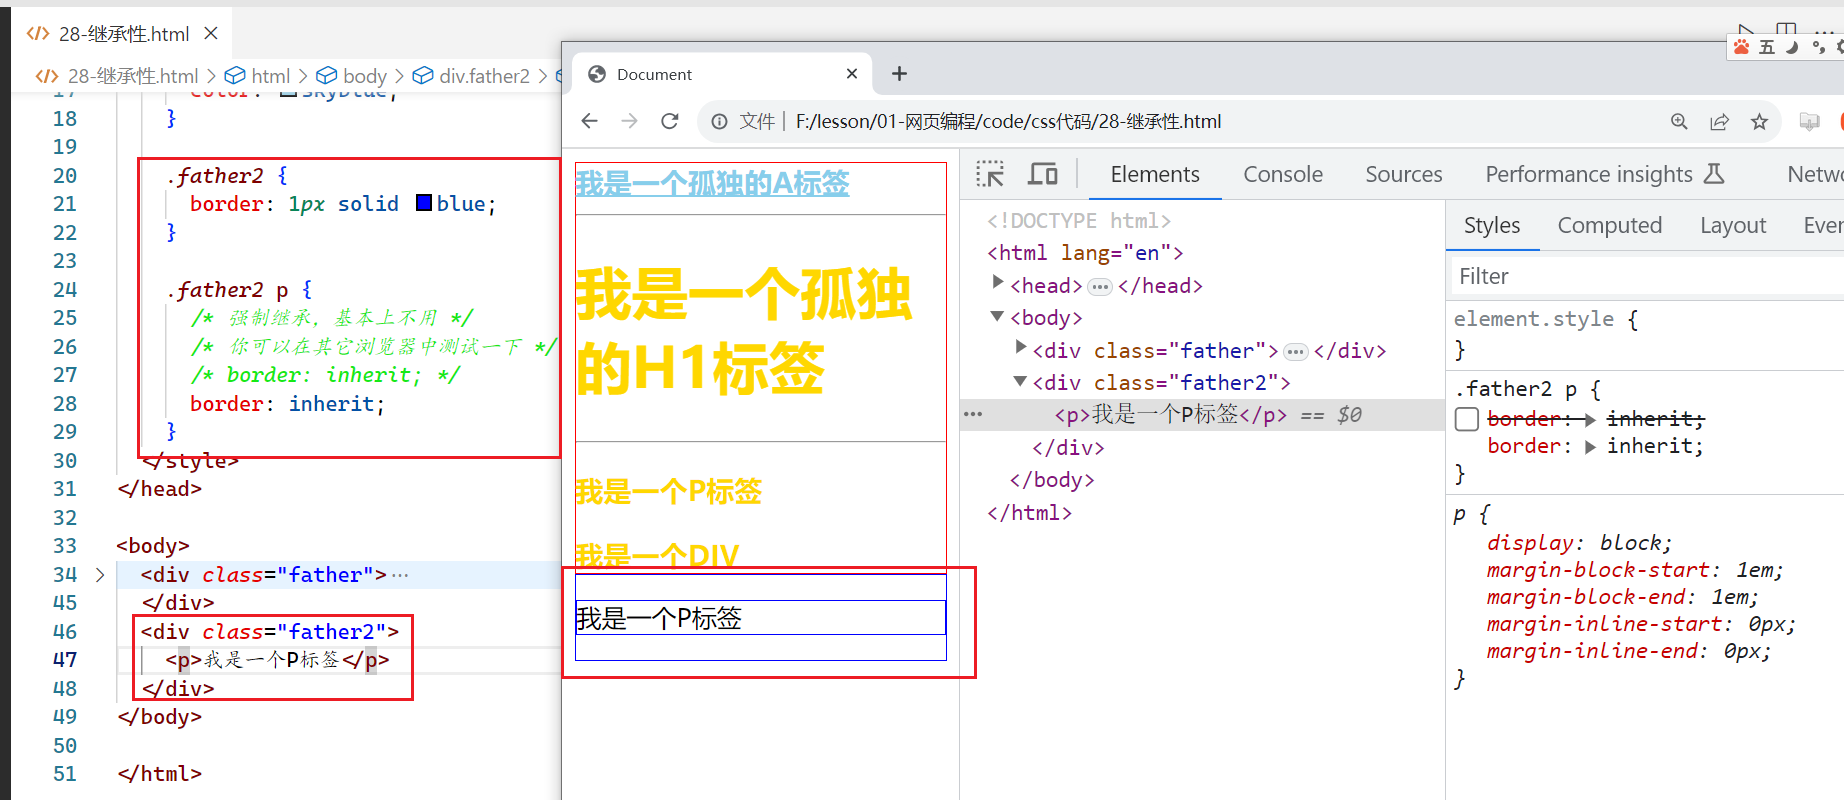 28-继承性.html
28-继承性.html > html > body > div.father2 >
17 color: skyblue;
18 }
19
20 .father2 {
21 border: 1px solid blue;
22 }
23
24 .father2 p {
25 /* 强制继承，基本上不用 */
26 /* 你可以在其它浏览器中测试一下 */
27 /* border: inherit; */
28 border: inherit;
29 }
30 </style>
31 </head>
32
33 <body>
34 <div class="father">…
45 </div>
46 <div class="father2">
47 <p>我是一个P标签</p>
48 </div>
49 </body>
50
51 </html>
五
Document
文件 | F:/lesson/01-网页编程/code/css代码/28-继承性.html
我是一个孤独的A标签
我是一个孤独
的H1标签
我是一个P标签
我是一个DIV
我是一个P标签
Elements Console Sources Performance insights Netw
<!DOCTYPE html>
<html lang="en">
<head>…</head>
<body>
<div class="father">…</div>
<div class="father2">
… <p>我是一个P标签</p> == $0
</div>
</body>
</html>
Styles Computed Layout Even
Filter
element.style {
}
.father2 p {
border: inherit;
border: inherit;
}
p {
display: block;
margin-block-start: 1em;
margin-block-end: 1em;
margin-inline-start: 0px;
margin-inline-end: 0px;
}